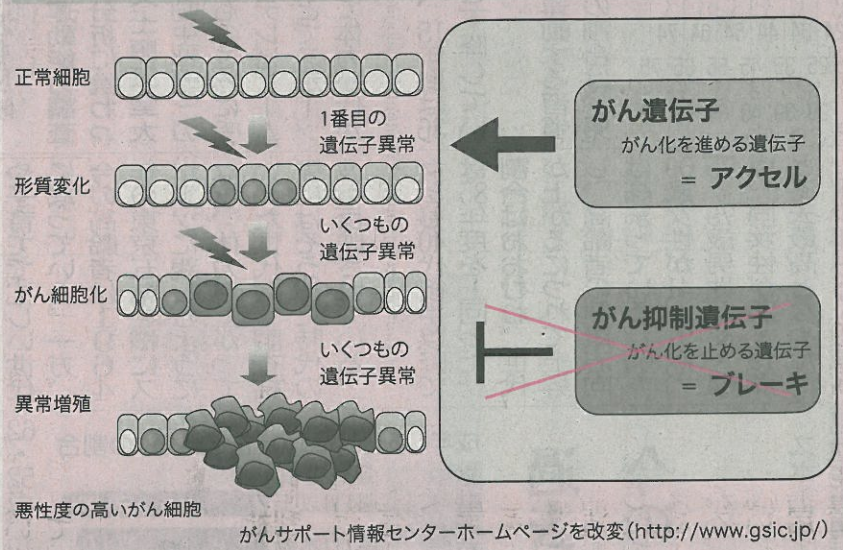 正常細胞
1番目の
遺伝子異常
形質変化
いくつもの
遺伝子異常
がん細胞化
いくつもの
遺伝子異常
異常増殖
悪性度の高いがん細胞
がん遺伝子
がん化を進める遺伝子
= アクセル
がん抑制遺伝子
がん化を止める遺伝子
= ブレーキ
がんサポート情報センターホームページを改変(http://www.gsic.jp/)